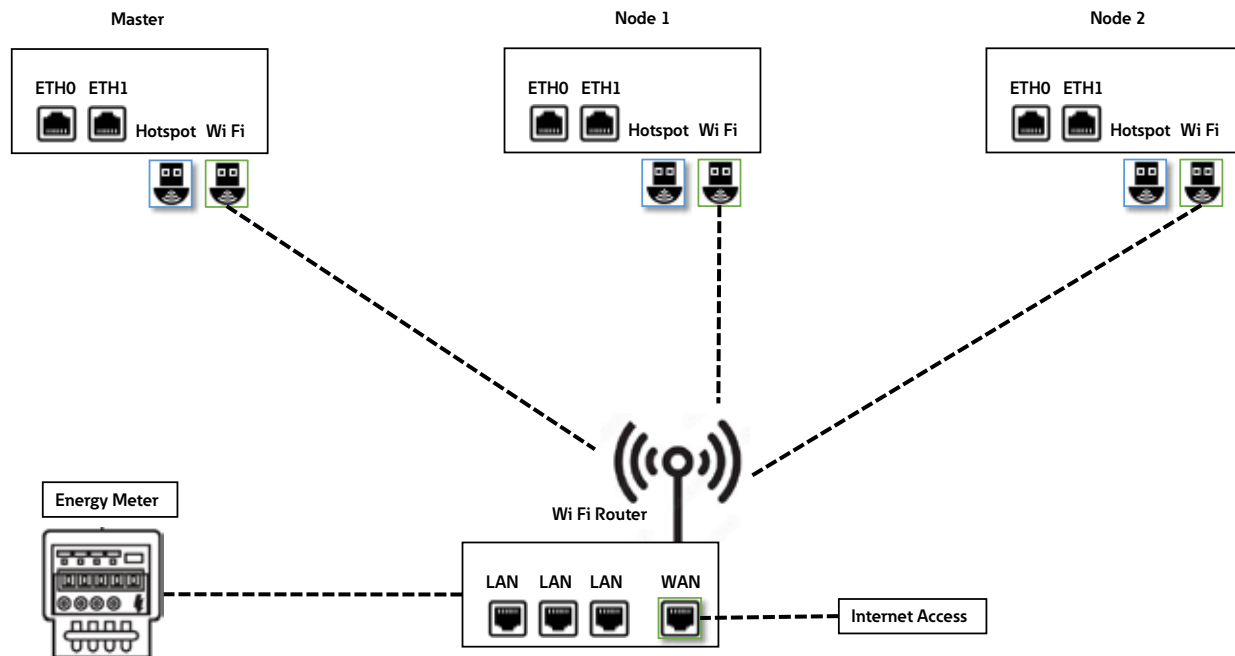 Master
Node 1
Node 2
ETH0 ETH1
Hotspot Wi Fi
ETH0 ETH1
Hotspot Wi Fi
ETH0 ETH1
Hotspot Wi Fi
Energy Meter
Wi Fi Router
LAN LAN LAN WAN
Internet Access